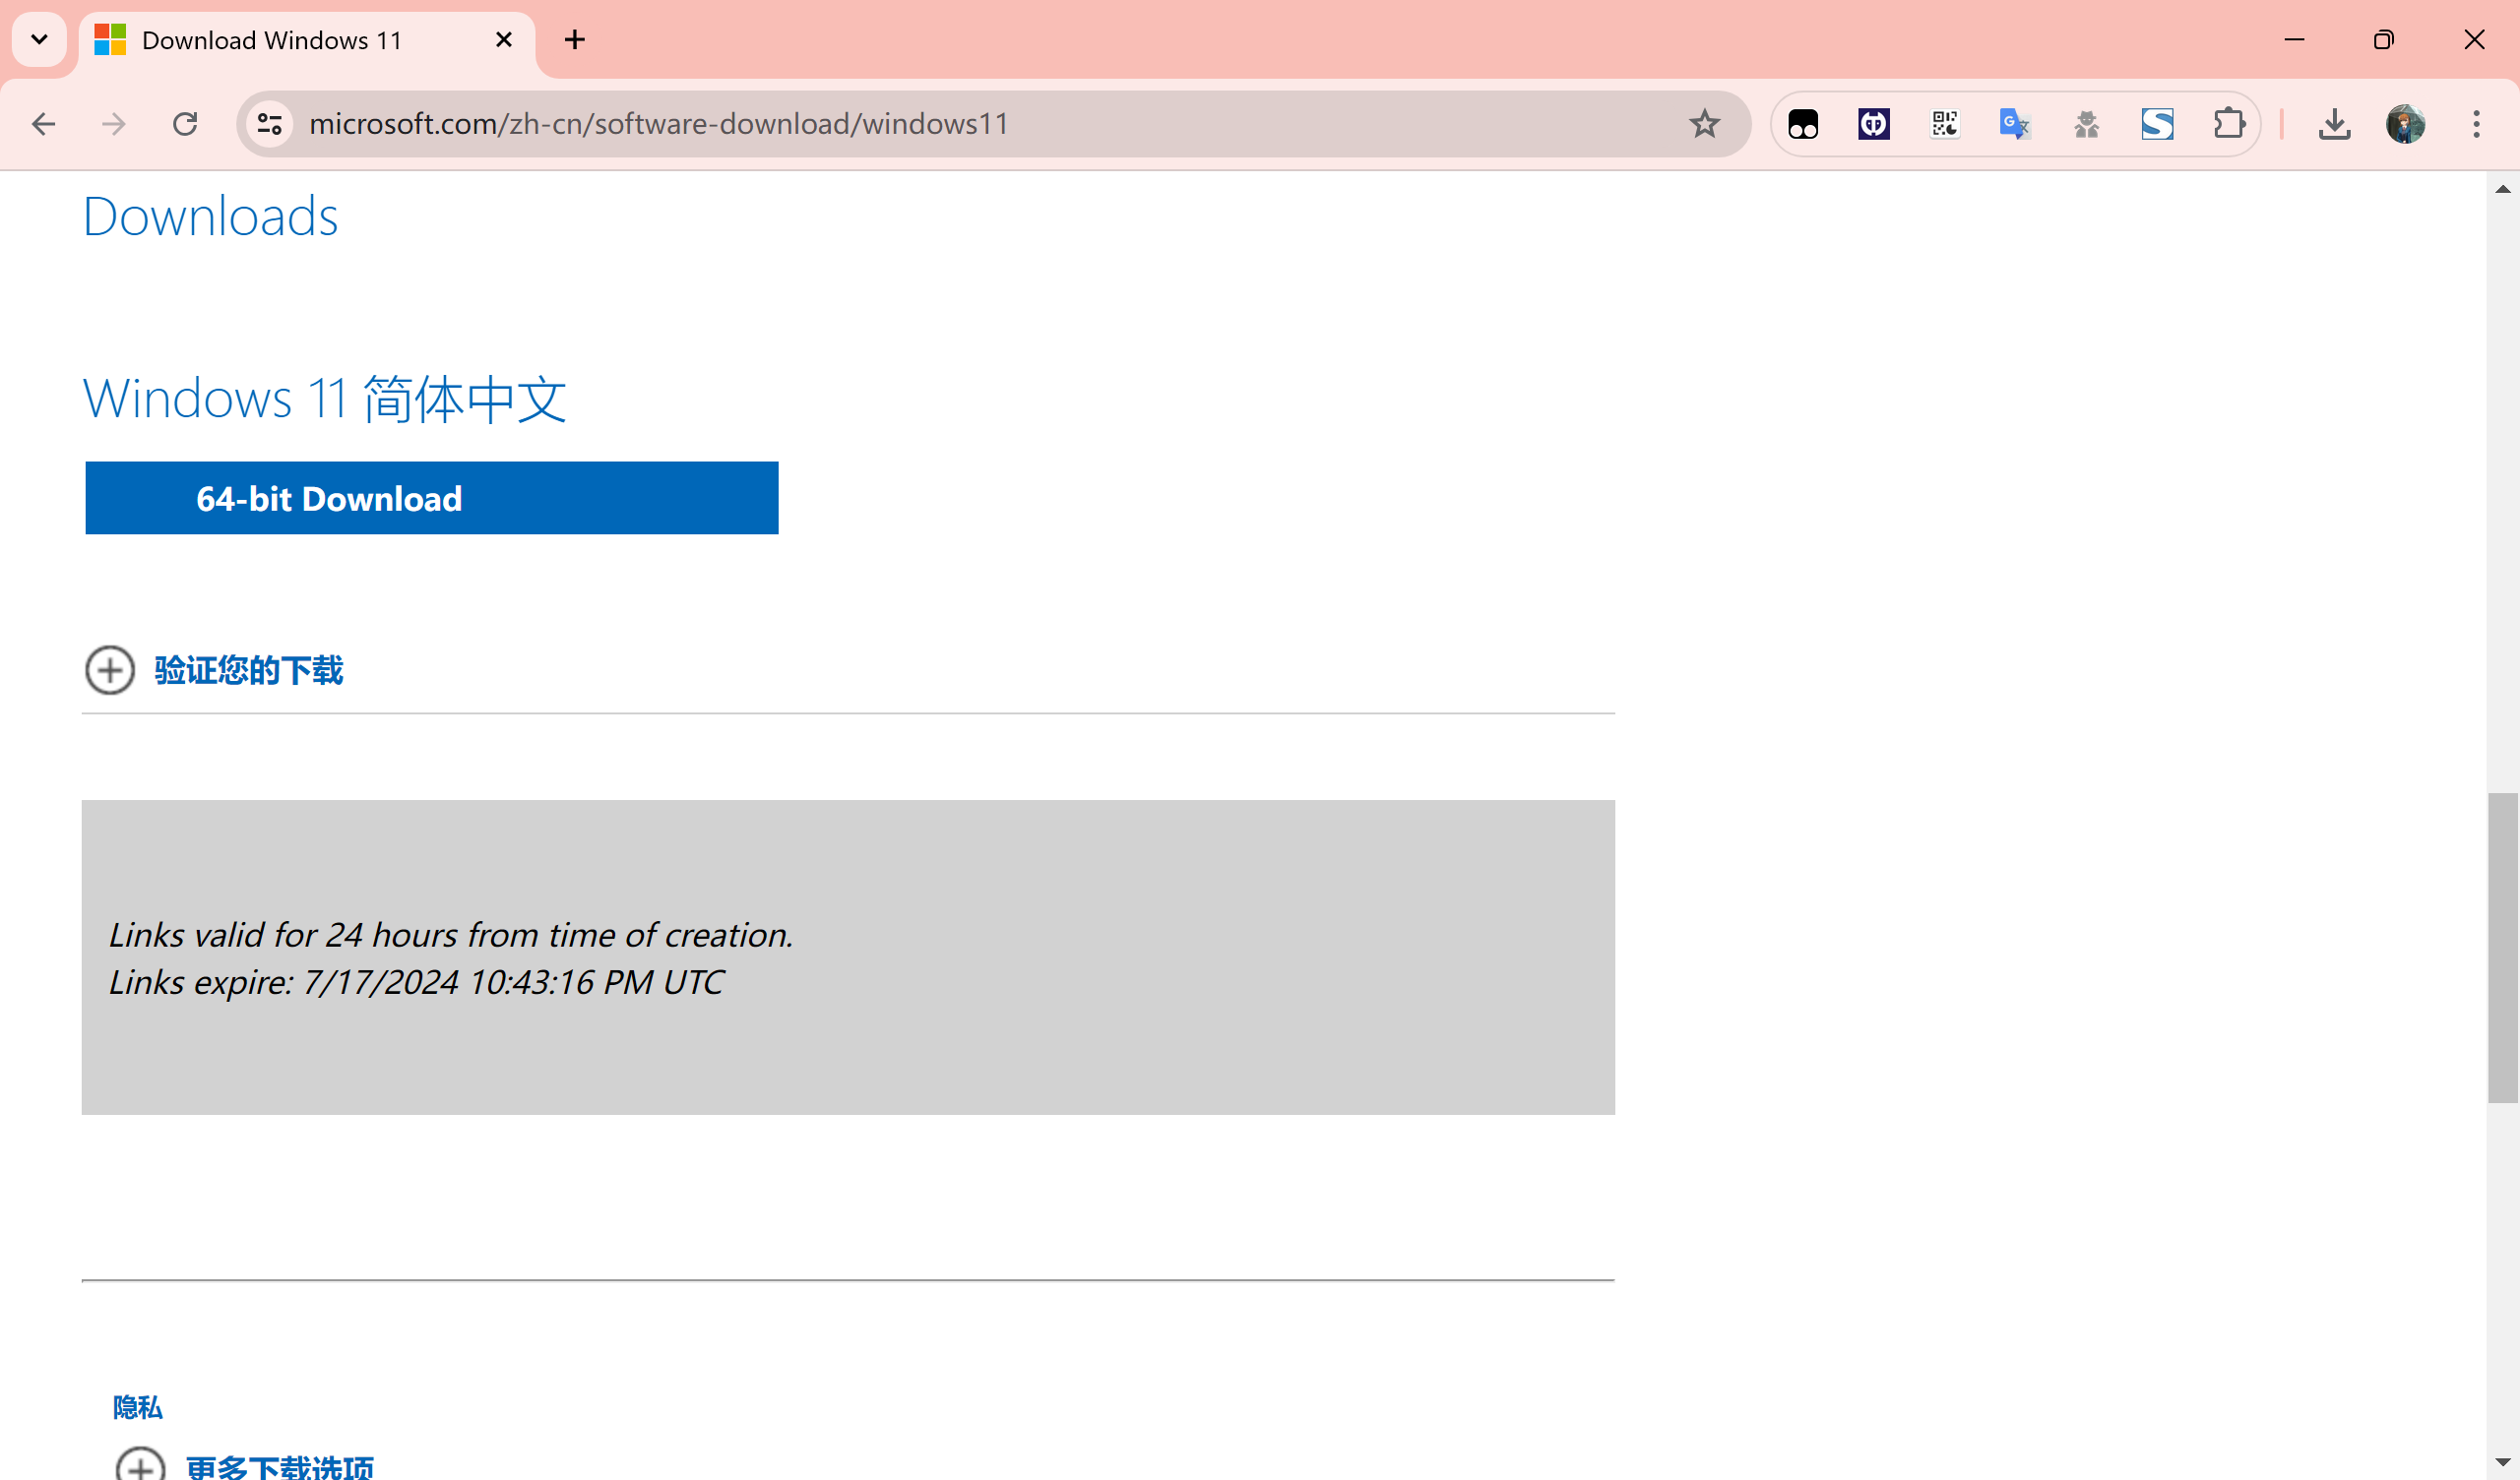 Download Windows 11
microsoft.com/zh-cn/software-download/windows11
Downloads
Windows 11 简体中文
64-bit Download
验证您的下载
Links valid for 24 hours from time of creation.
Links expire: 7/17/2024 10:43:16 PM UTC
隐私
更多下载选项